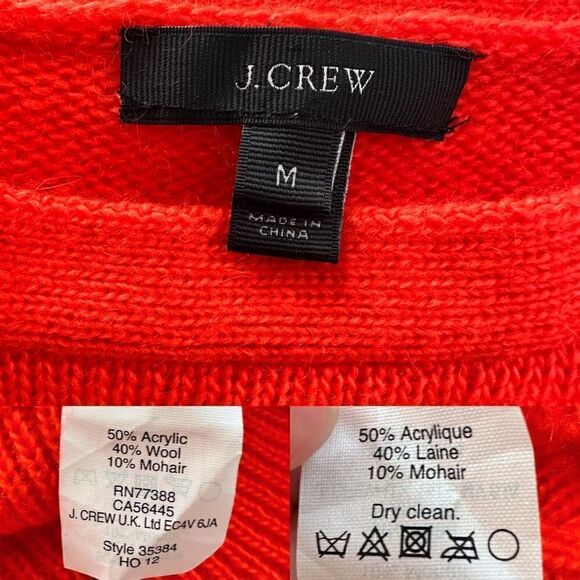 J.CREW
M
MADE IN
CHINA
50% Acrylic
40% Wool
10% Mohair
RN77388
CA56445
J. CREW U.K. Ltd EC4V 6JA
Style 35384
HO 12
50% Acrylique
40% Laine
10% Mohair
Dry clean.